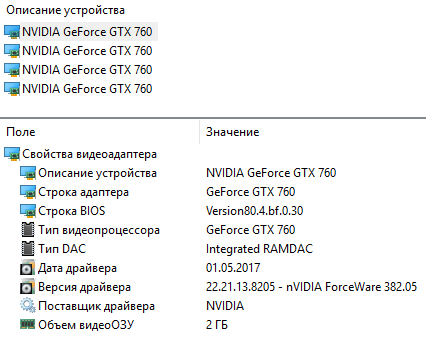 Описание устройства
NVIDIA GeForce GTX 760
NVIDIA GeForce GTX 760
NVIDIA GeForce GTX 760
NVIDIA GeForce GTX 760
Поле Значение
Свойства видеоадаптера
Описание устройства NVIDIA GeForce GTX 760
Строка адаптера GeForce GTX 760
Строка BIOS Version80.4.bf.0.30
Тип видеопроцессора GeForce GTX 760
Тип DAC Integrated RAMDAC
Дата драйвера 01.05.2017
Версия драйвера 22.21.13.8205 - nVIDIA ForceWare 382.05
Поставщик драйвера NVIDIA
Объем видеоОЗУ 2 ГБ